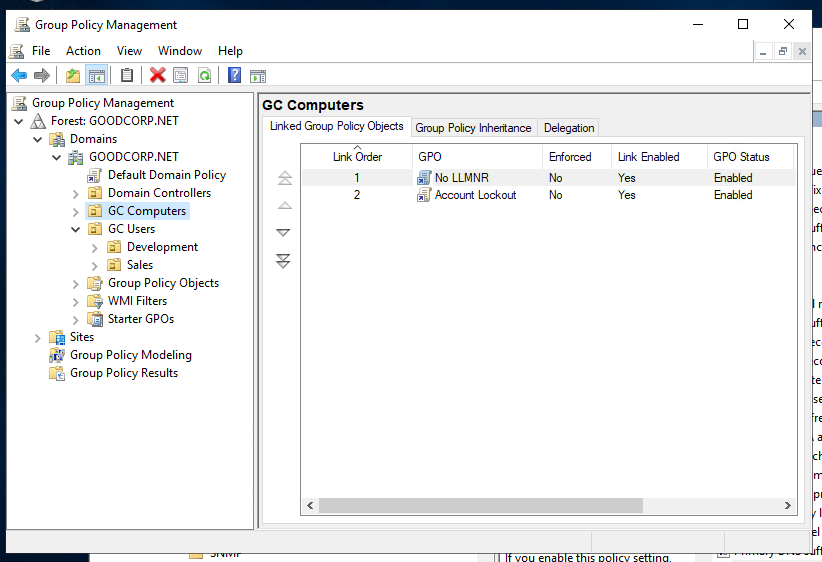 Group Policy Management
File Action View Window Help
Group Policy Management
Forest: GOODCORP.NET
Domains
GOODCORP.NET
Default Domain Policy
Domain Controllers
GC Computers
GC Users
Development
Sales
Group Policy Objects
WMI Filters
Starter GPOs
Sites
Group Policy Modeling
Group Policy Results
GC Computers
Linked Group Policy Objects Group Policy Inheritance Delegation
Link Order GPO Enforced Link Enabled GPO Status
1 No LLMNR No Yes Enabled
2 Account Lockout No Yes Enabled
SNMP
If you enable this policy setting,